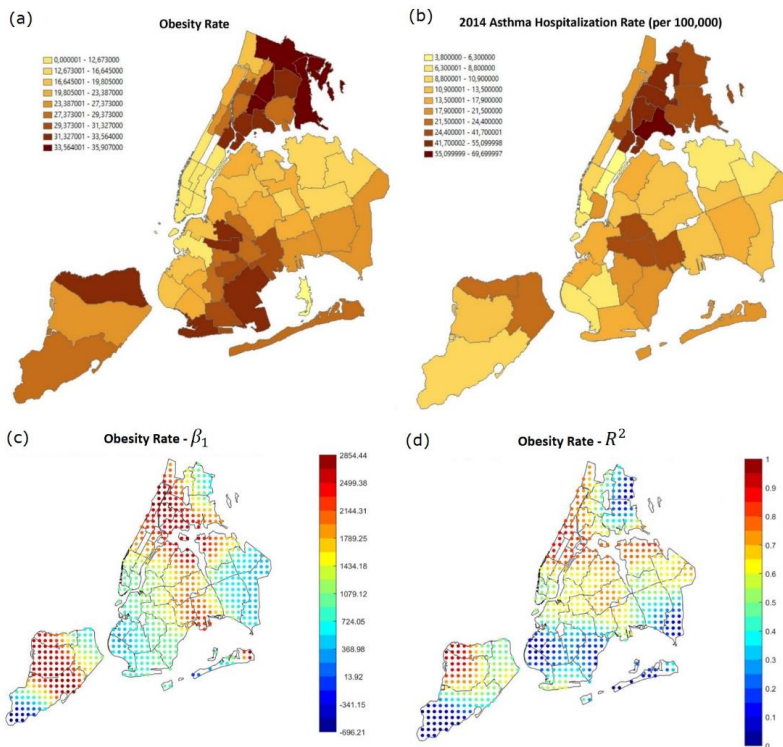 (a)
Obesity Rate
0,000001 - 12,673000
12,673001 - 16,645000
16,645001 - 19,805000
19,805001 - 23,387000
23,387001 - 27,373000
27,373001 - 29,373000
29,373001 - 31,327000
31,327001 - 33,564000
33,564001 - 35,907000
(b)
2014 Asthma Hospitalization Rate (per 100,000)
3,800000 - 6,300000
6,300001 - 8,800000
8,800001 - 10,900000
10,900001 - 13,500000
13,500001 - 17,900000
17,900001 - 21,500000
21,500001 - 24,400000
24,400001 - 41,700001
41,700002 - 55,099998
55,099999 - 69,699997
(c)
Obesity Rate - β₁
2854.44
2499.38
2144.31
1789.25
1434.18
1079.12
724.05
368.98
13.92
-341.15
-696.21
(d)
Obesity Rate - R²
1
0.9
0.8
0.7
0.6
0.5
0.4
0.3
0.2
0.1
0